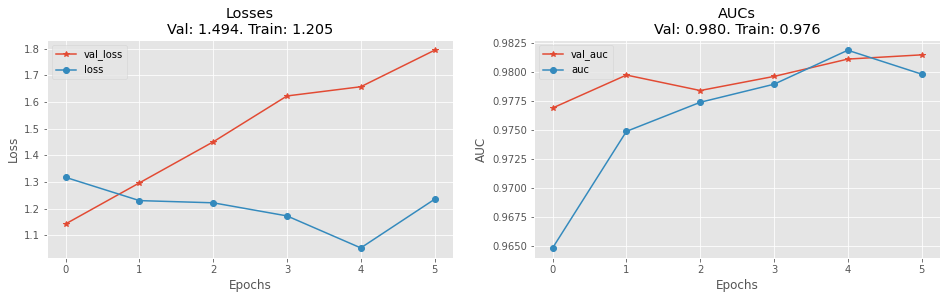 Losses
Val: 1.494. Train: 1.205
val_loss
loss
1.8
1.7
1.6
1.5
1.4
1.3
1.2
1.1
Loss
0 1 2 3 4 5
Epochs
AUCs
Val: 0.980. Train: 0.976
val_auc
auc
0.9825
0.9800
0.9775
0.9750
0.9725
0.9700
0.9675
0.9650
AUC
0 1 2 3 4 5
Epochs